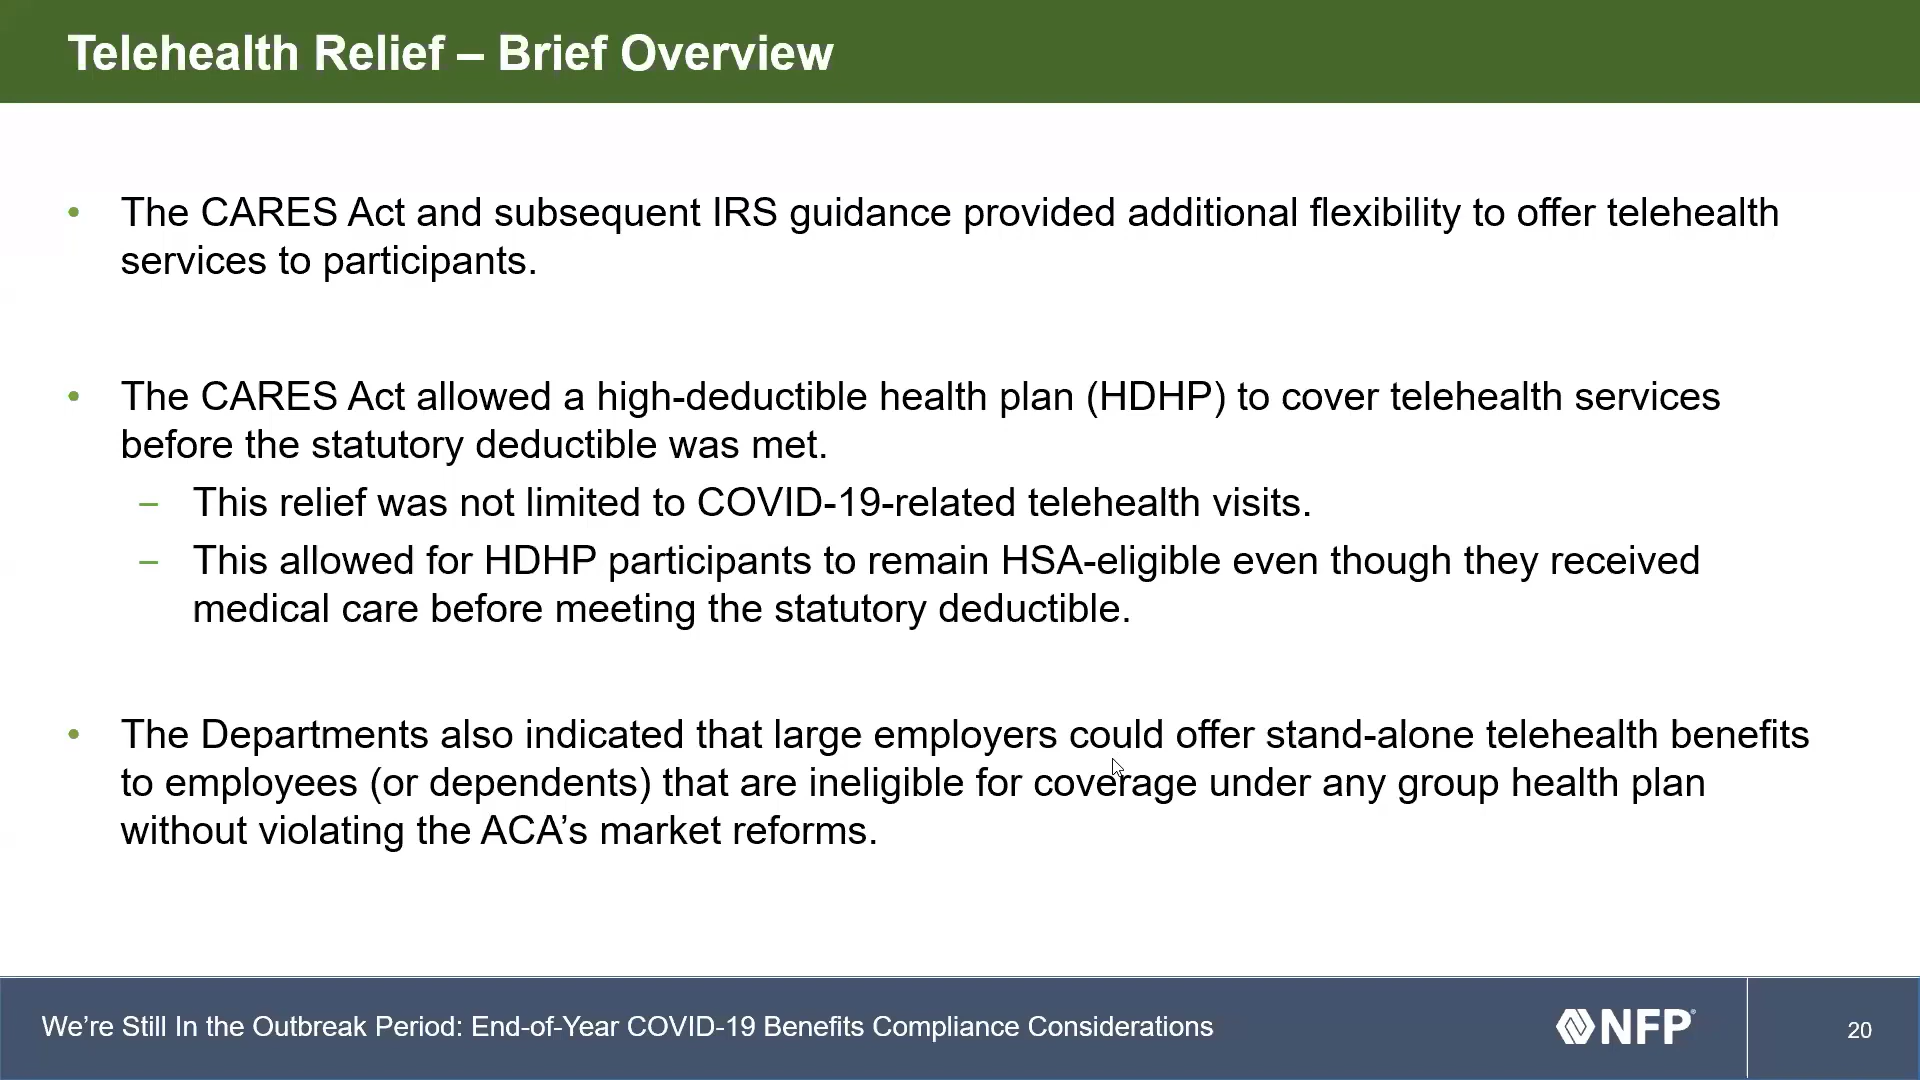 Telehealth Relief – Brief Overview
• The CARES Act and subsequent IRS guidance provided additional flexibility to offer telehealth
services to participants.
• The CARES Act allowed a high-deductible health plan (HDHP) to cover telehealth services
before the statutory deductible was met.
– This relief was not limited to COVID-19-related telehealth visits.
– This allowed for HDHP participants to remain HSA-eligible even though they received
medical care before meeting the statutory deductible.
• The Departments also indicated that large employers could offer stand-alone telehealth benefits
to employees (or dependents) that are ineligible for coverage under any group health plan
without violating the ACA’s market reforms.
We’re Still In the Outbreak Period: End-of-Year COVID-19 Benefits Compliance Considerations
NFP®
20